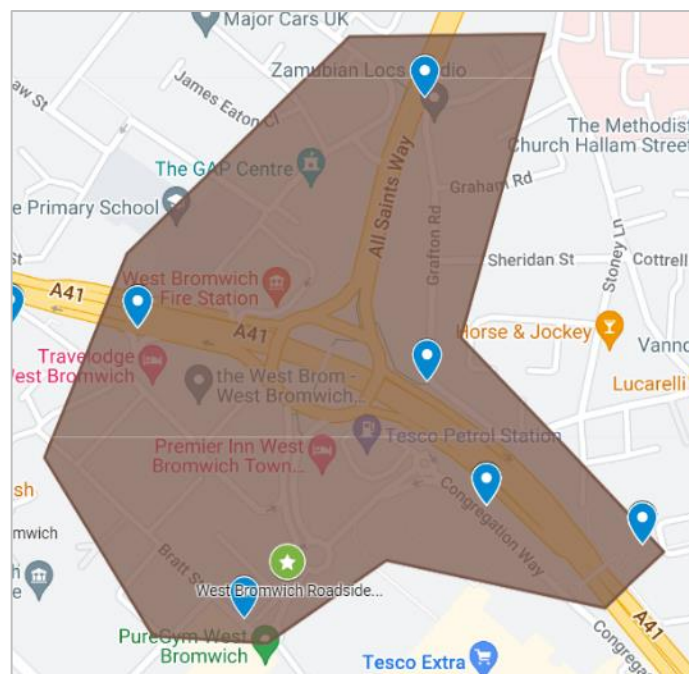 Major Cars UK
Zamubian Locs Studio
James Eaton Cl
aw St
The Methodist
Church Hallam Street
The GAP Centre
All Saints Way
Graham Rd
e Primary School
Grafton Rd
Stoney Ln
St
Sheridan St
Cottrell
A41
West Bromwich
Fire Station
A41
Horse & Jockey
Vanno
Travelodge
West Bromwich
the West Brom -
West Bromwich...
Lucarelli
Tesco Petrol Station
Premier Inn West
Bromwich Town...
sh
Congregation Way
mwich
Bratt St
West Bromwich Roadside...
h
e
PureGym West
Bromwich
A41
Tesco Extra
Congregat